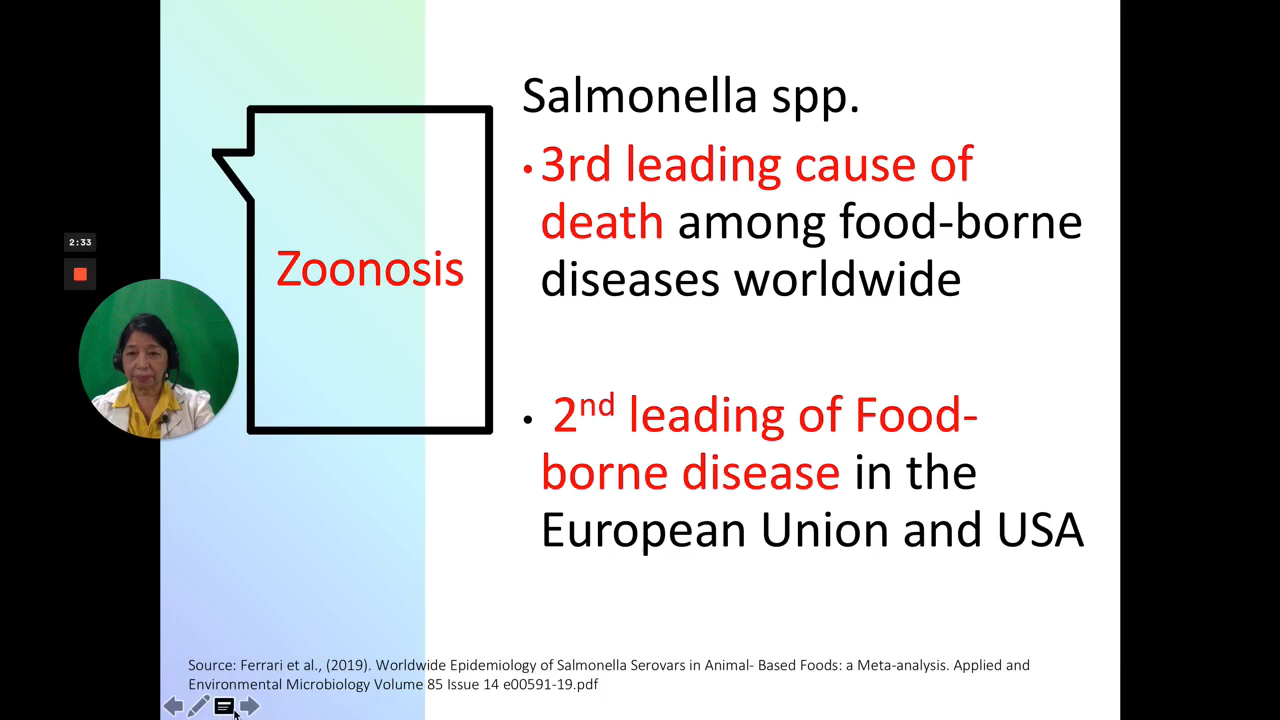 Salmonella spp.
• 3rd leading cause of
death among food-borne
diseases worldwide
2:33
Zoonosis
• 2nd leading of Food-
borne disease in the
European Union and USA
Source: Ferrari et al., (2019). Worldwide Epidemiology of Salmonella Serovars in Animal- Based Foods: a Meta-analysis. Applied and
Environmental Microbiology Volume 85 Issue 14 e00591-19.pdf